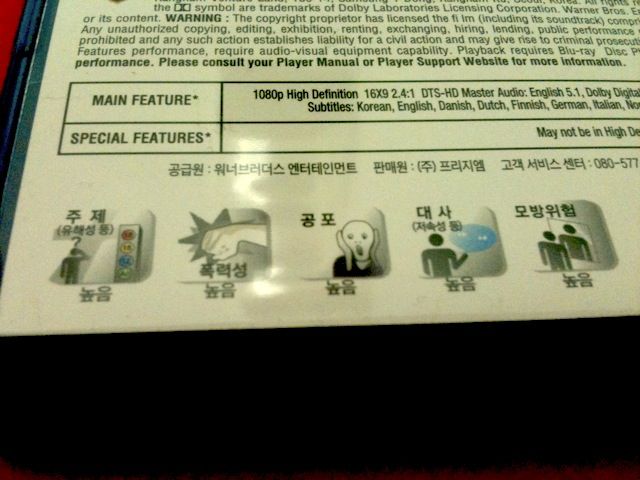 the symbol are trademarks of Dolby Laboratories Licensing Corporation. Warner Bros.
or its content. WARNING : The copyright proprietor has licensed the film (including its soundtrack)
Any unauthorized copying, editing, exhibition, renting, exchanging, hiring, lending, public performance
prohibited and any such action establishes liability for a civil action and may give rise to criminal
Features performance, require audio-visual equipment capability. Playback requires Blu-ray Disc
performance. Please consult your Player Manual or Player Support Website for more information.
MAIN FEATURE* 1080p High Definition 16X9 2.4:1 DTS-HD Master Audio: English 5.1, Dolby Digital
Subtitles: Korean, English, Danish, Dutch, Finnish, German, Italian,
SPECIAL FEATURES* May not be in High
공급원 : 워너브러더스 엔터테인먼트 판매원 : (주) 프리지엠 고객 서비스 센터 : 080-577
주 제 공 포 대 사 모방위험
(유해성 등) (저속성 등)
?
폭력성
높음 높음 높음 높음 높음